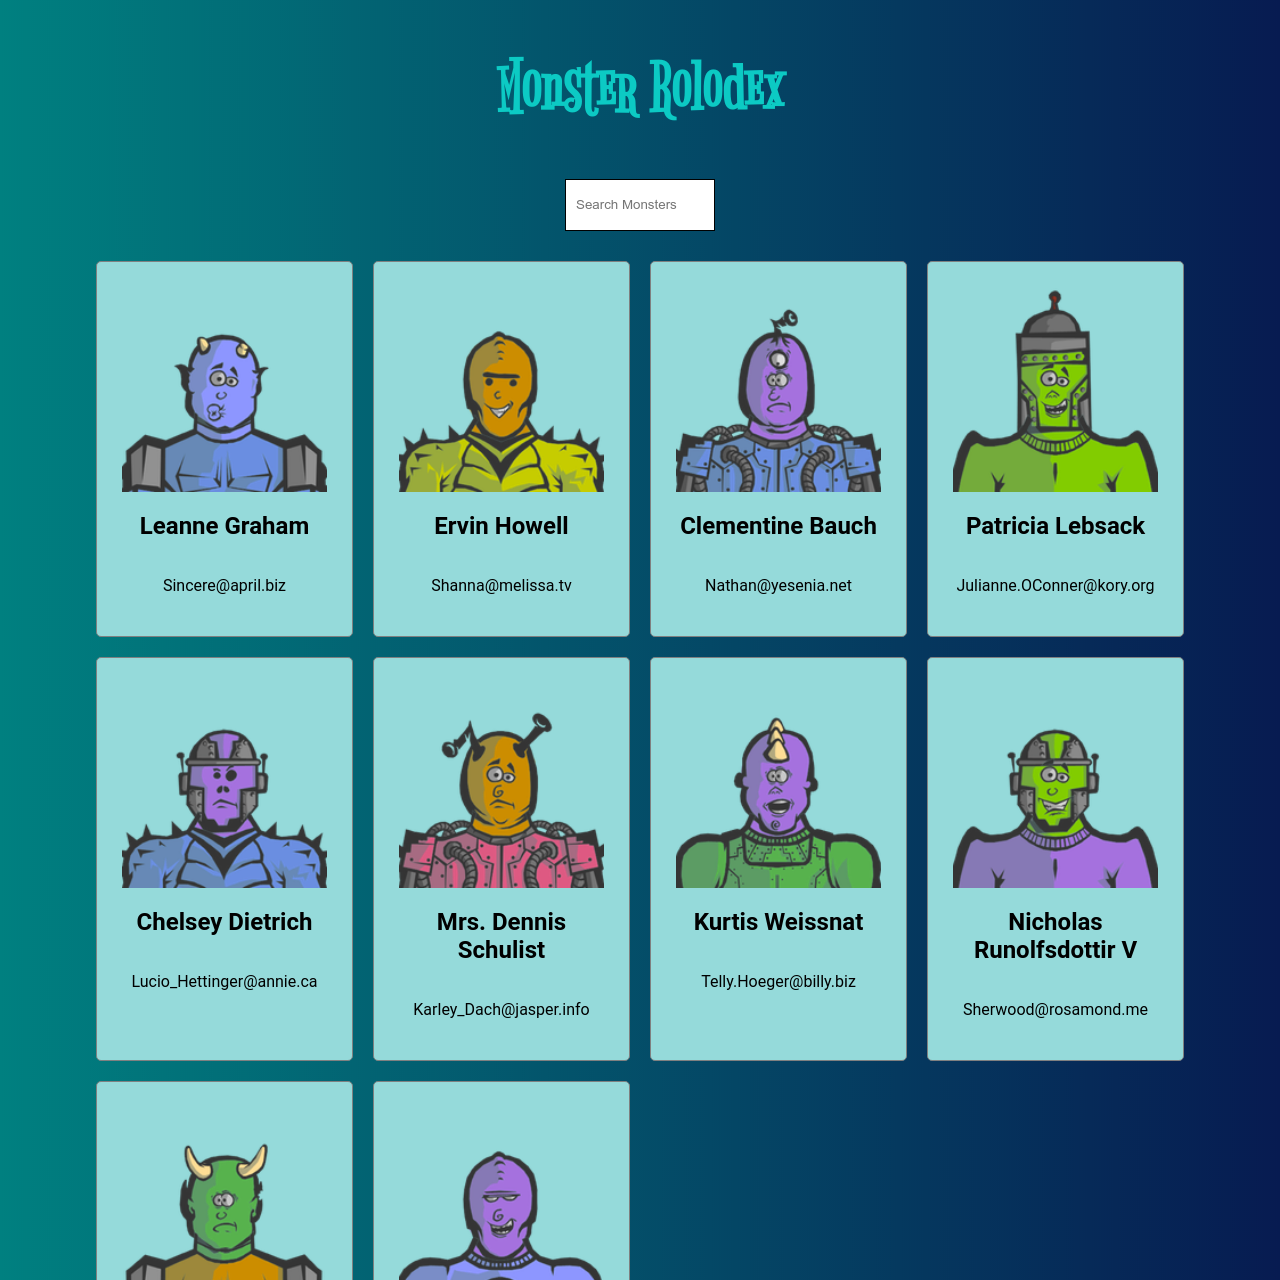 Monster Rolodex
Search Monsters
Leanne Graham
Sincere@april.biz
Ervin Howell
Shanna@melissa.tv
Clementine Bauch
Nathan@yesenia.net
Patricia Lebsack
Julianne.OConner@kory.org
Chelsey Dietrich
Lucio_Hettinger@annie.ca
Mrs. Dennis
Schulist
Karley_Dach@jasper.info
Kurtis Weissnat
Telly.Hoeger@billy.biz
Nicholas
Runolfsdottir V
Sherwood@rosamond.me